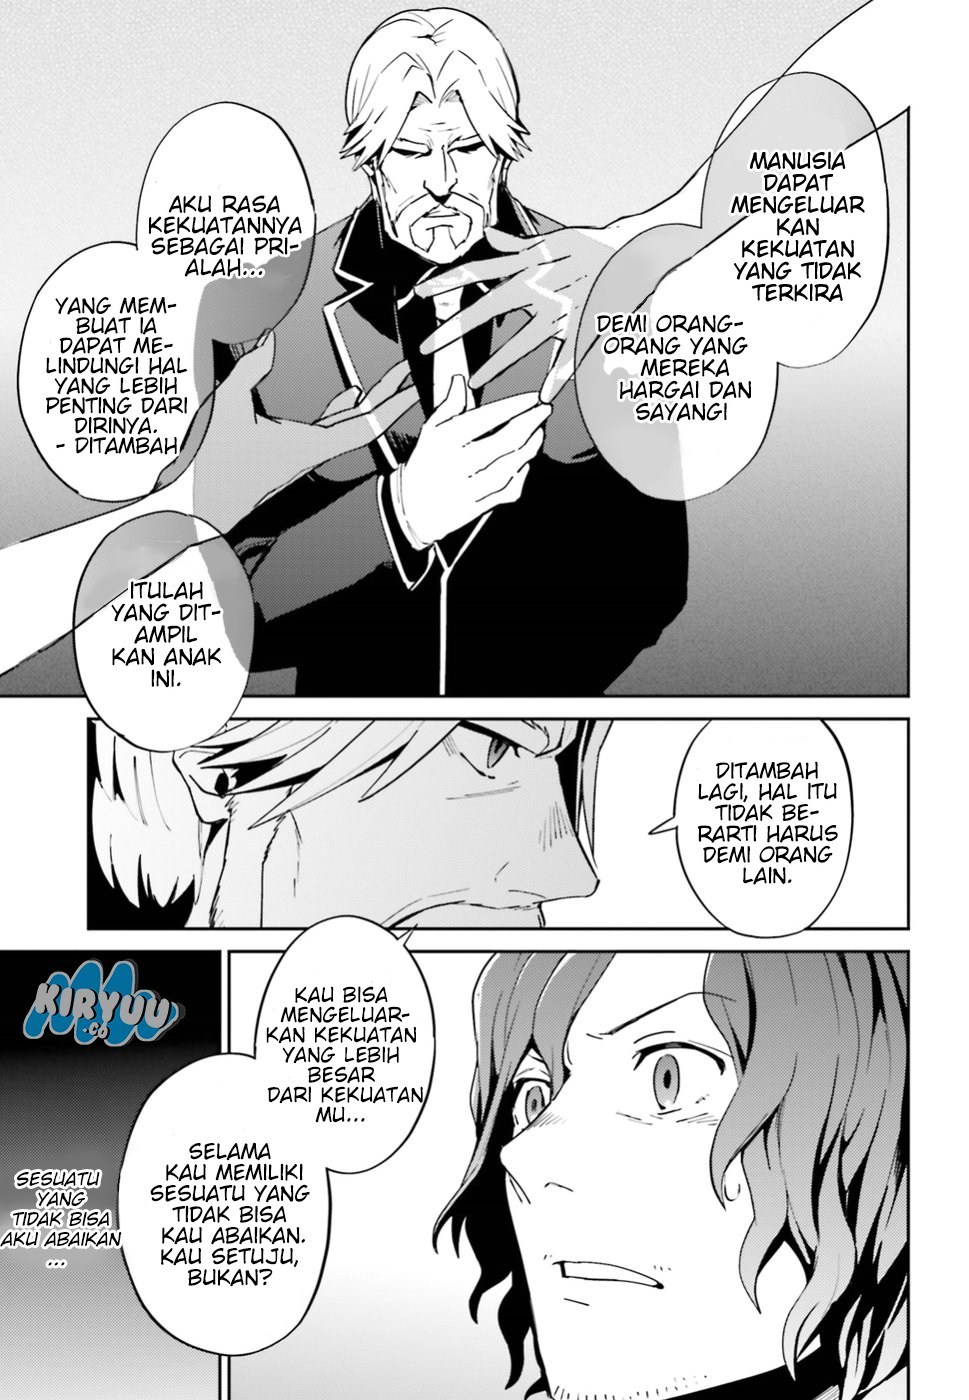 MANUSIA
DAPAT
MENGELUAR
KAN
KEKUATAN
YANG TIDAK
TERKIRA
DEMI ORANG-
ORANG YANG
MEREKA
HARGAI DAN
SAYANGI
AKU RASA
KEKUATANNYA
SEBAGAI PRI-
ALAH...
YANG MEM-
BUAT IA
DAPAT ME-
LINDUNGI HAL
YANG LEBIH
PENTING DARI
DIRINYA.
- DITAMBAH
ITULAH
YANG DIT-
AMPIL
KAN ANAK
INI.
DITAMBAH
LAGI, HAL ITU
TIDAK BE-
RARTI HARUS
DEMI ORANG
LAIN.
KAU BISA
MENGELUAR-
KAN KEKUATAN
YANG LEBIH
BESAR
DARI KEKUATAN
MU...
SELAMA
KAU MEMILIKI
SESUATU YANG
TIDAK BISA
KAU ABAIKAN.
KAU SETUJU,
BUKAN?
KIRYUU
.CO
SESUATU
YANG
TIDAK BISA
AKU ABAIKAN
...